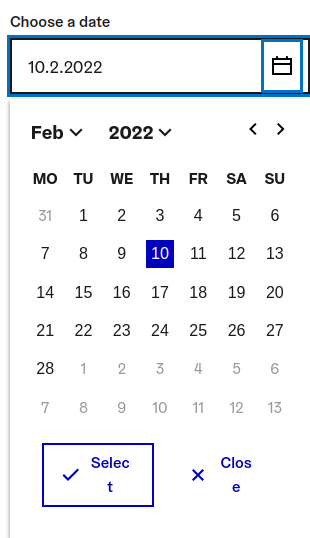 Choose a date
10.2.2022
Feb 2022
MO TU WE TH FR SA SU
31 1 2 3 4 5 6
7 8 9 10 11 12 13
14 15 16 17 18 19 20
21 22 23 24 25 26 27
28 1 2 3 4 5 6
7 8 9 10 11 12 13
Selec
t
Clos
e